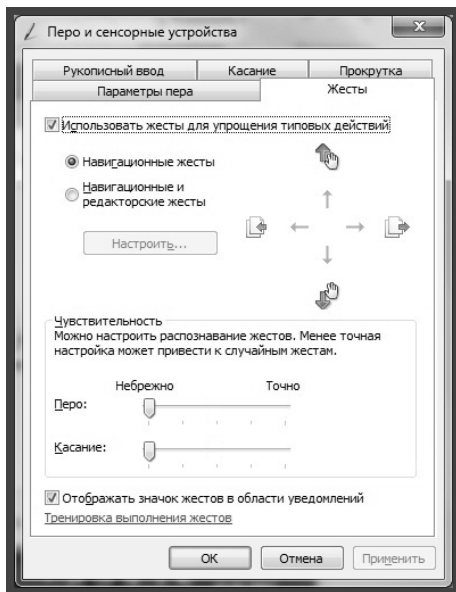 Перо и сенсорные устройства
Рукописный ввод
Касание
Прокрутка
Параметры пера
Жесты
Использовать жесты для упрощения типовых действий
Навигационные жесты
Навигационные и
редакторские жесты
Настроить...
Чувствительность
Можно настроить распознавание жестов. Менее точная
настройка может привести к случайным жестам.
Небрежно
Точно
Перо:
Касание:
Отображать значок жестов в области уведомлений
Тренировка выполнения жестов
ОК
Отмена
Применить